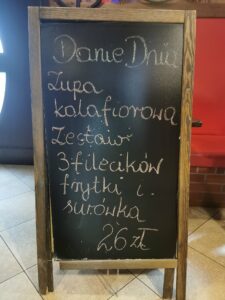 Danie Dnia
Zupa
kalafiorowa
Zestaw
3 filecików
frytki i
surówka
26 zł